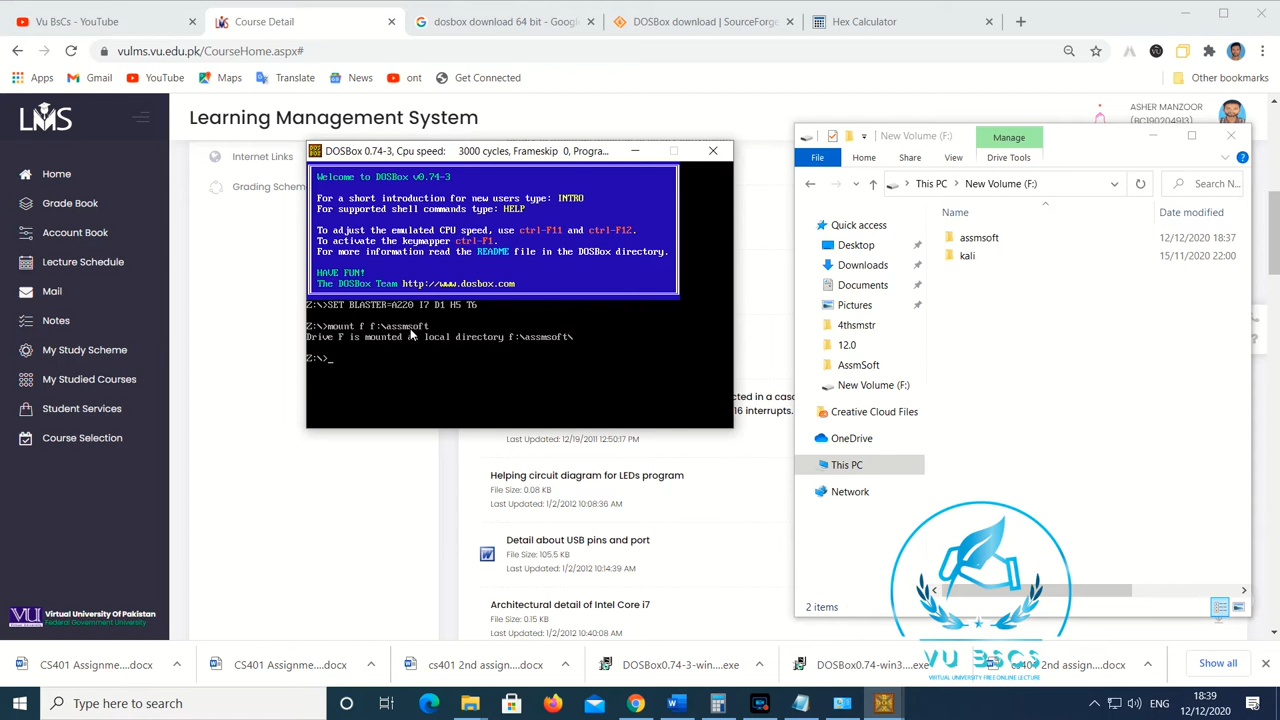 Vu BsCs - YouTube
Course Detail
dosbox download 64 bit - Googl
DOSBox download | SourceForge
Hex Calculator
vulms.vu.edu.pk/CourseHome.aspx#
Apps
Gmail
YouTube
Maps
Translate
News
ont
Get Connected
Other bookmarks
LMS
Learning Management System
ASHER MANZOOR
(BC190204913)
Internet Links
Grading Schem
Home
Grade Book
Account Book
Lecture Schedule
Mail
Notes
My Study Scheme
My Studied Courses
Student Services
Course Selection
Virtual University Of Pakistan
Federal Government University
DOSBox 0.74-3, Cpu speed: 3000 cycles, Frameskip 0, Progra...
Welcome to DOSBox v0.74-3
For a short introduction for new users type: INTRO
For supported shell commands type: HELP
To adjust the emulated CPU speed, use ctrl-F11 and ctrl-F12.
To activate the keymapper ctrl-F1.
For more information read the README file in the DOSBox directory.
HAVE FUN!
The DOSBox Team http://www.dosbox.com
Z:\>SET BLASTER=A220 I7 D1 H5 T6
Z:\>mount f f:\assmsoft
Drive F is mounted as local directory f:\assmsoft\
Z:\>_
cted in a casc
16 interrupts.
Last Updated: 12/19/2011 12:50:17 PM
Helping circuit diagram for LEDs program
File Size: 0.08 KB
Last Updated: 1/2/2012 10:08:36 AM
Detail about USB pins and port
File Size: 105.5 KB
Last Updated: 1/2/2012 10:14:39 AM
Architectural detail of Intel Core i7
File Size: 0.15 KB
Last Updated: 1/2/2012 10:40:08 AM
New Volume (F:)
Manage
File
Home
Share
View
Drive Tools
This PC
New Volume (F:)
Search N...
Name
Date modified
assmsoft
12/12/2020 18:37
kali
15/11/2020 22:00
Quick access
Desktop
Downloads
Documents
Pictures
4thsmstr
12.0
AssmSoft
New Volume (F:)
Creative Cloud Files
OneDrive
This PC
Network
2 items
VU BSCS
VIRTUAL UNIVERSITY FREE ONLINE LECTURE
CS401 Assignme....docx
CS401 Assignme....docx
cs401 2nd assign....docx
DOSBox0.74-3-win....exe
DOSBox0.74-3-win3....exe
cs401 2nd assign....docx
Show all
Type here to search
ENG
18:39
12/12/2020